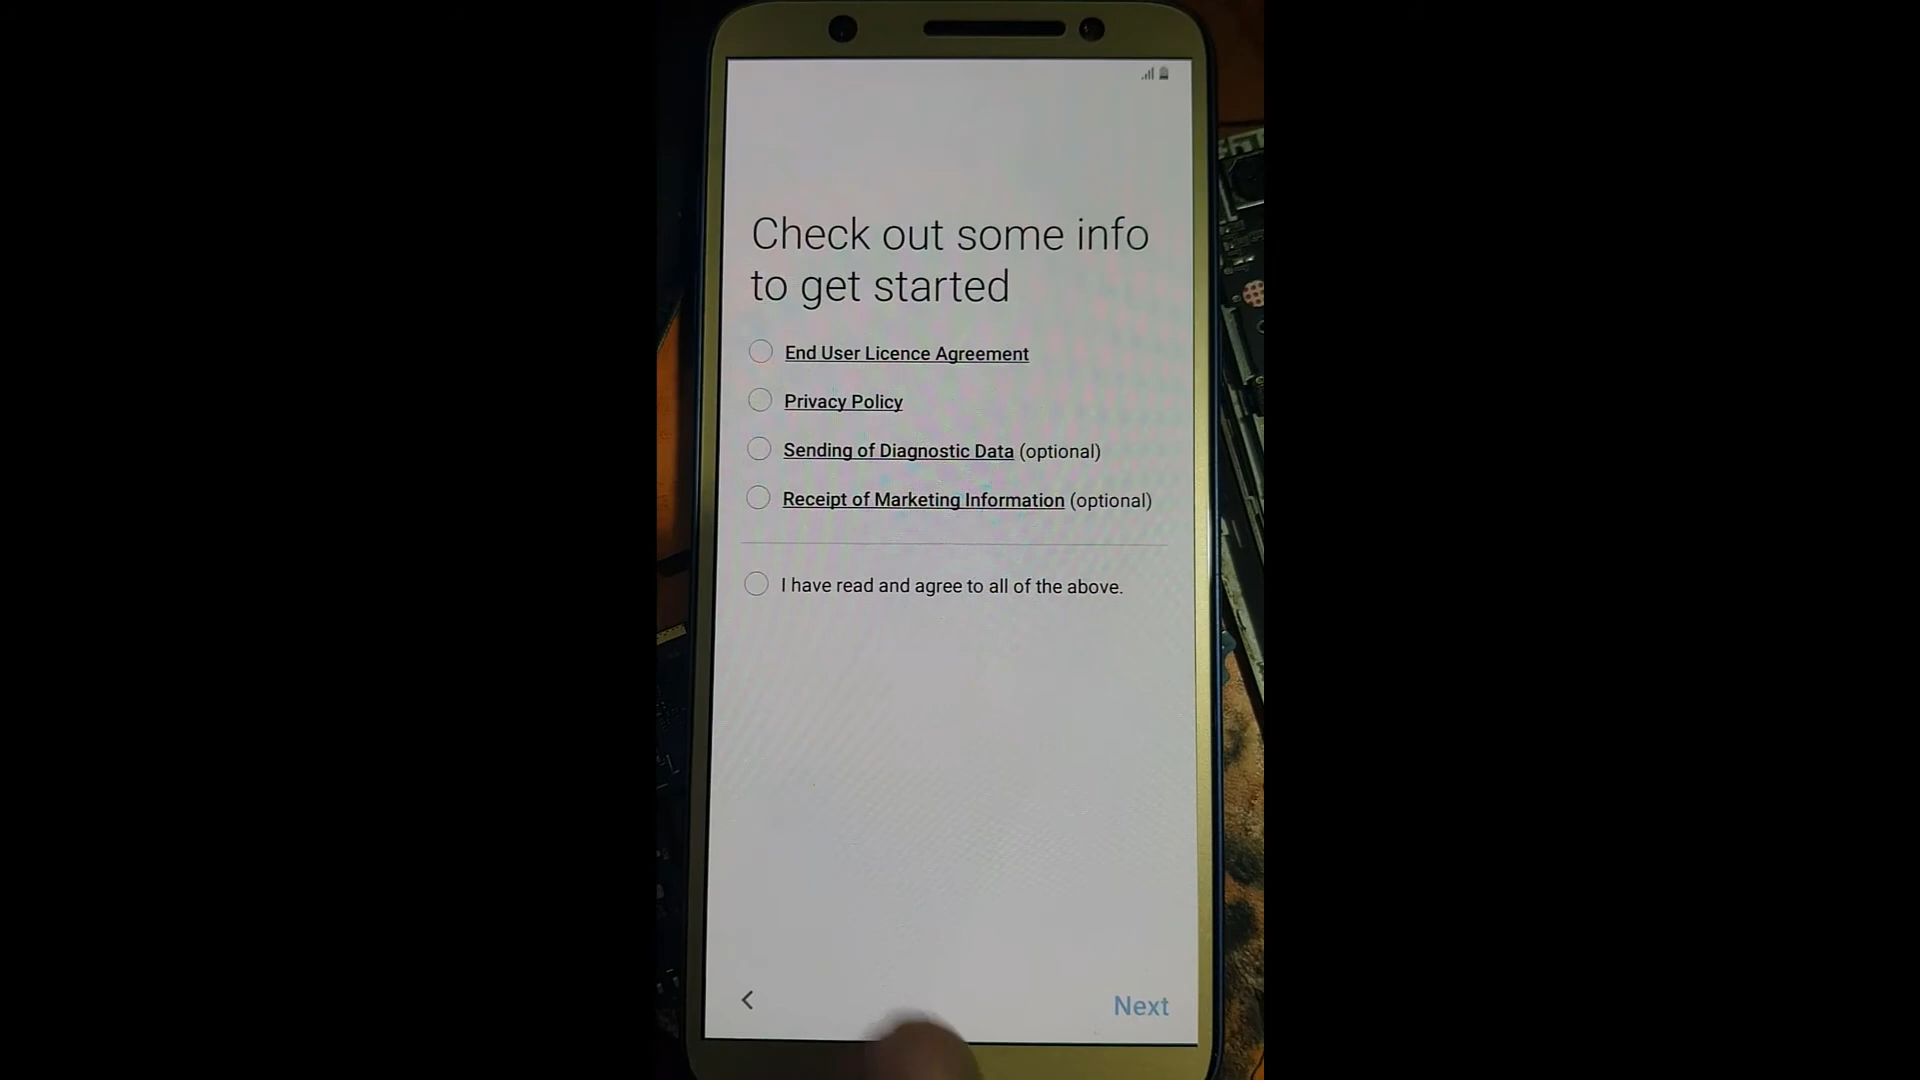 Check out some info
to get started
End User Licence Agreement
Privacy Policy
Sending of Diagnostic Data (optional)
Receipt of Marketing Information (optional)
I have read and agree to all of the above.
Next